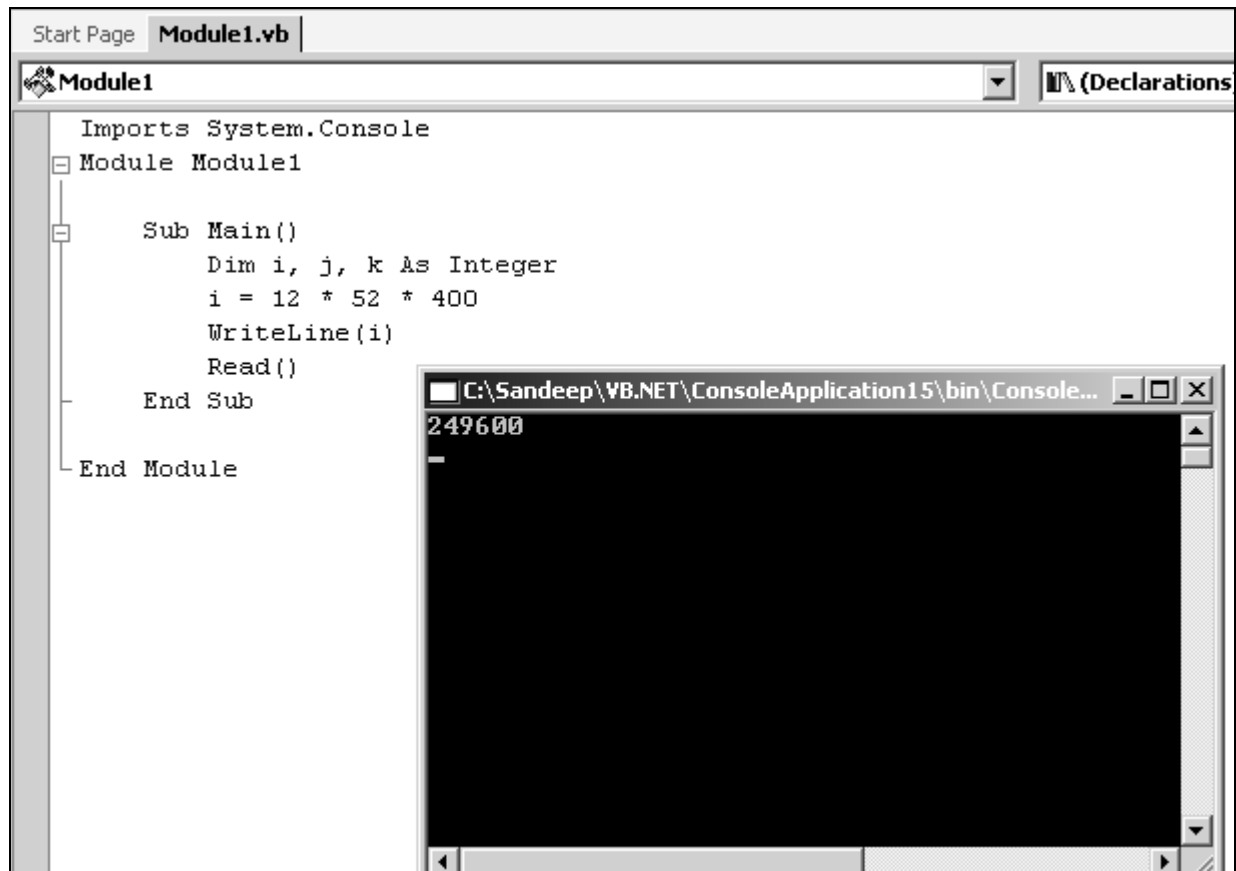 Start Page Module1.vb
Module1 (Declarations)
Imports System.Console
Module Module1
Sub Main()
Dim i, j, k As Integer
i = 12 * 52 * 400
WriteLine(i)
Read()
End Sub
End Module
C:\Sandeep\VB.NET\ConsoleApplication15\bin\Console...
249600